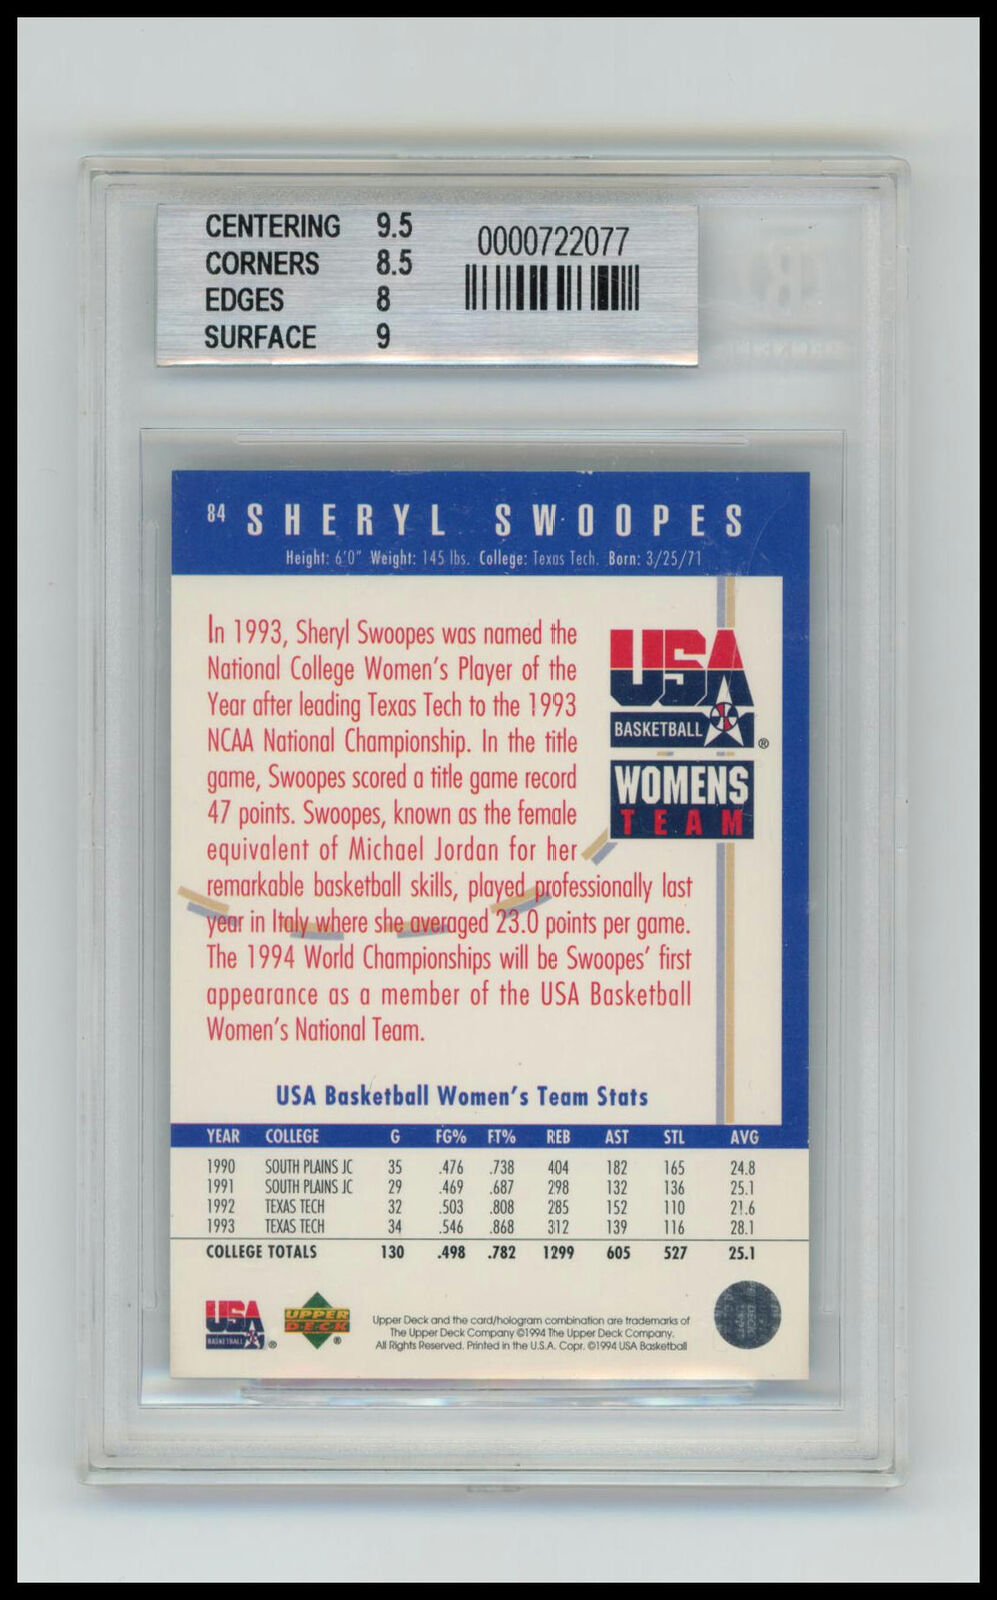 CENTERING 9.5
CORNERS 8.5
EDGES 8
SURFACE 9
0000722077
84 SHERYL SWOOPES
Height: 6'0" Weight: 145 lbs. College: Texas Tech. Born: 3/25/71
In 1993, Sheryl Swoopes was named the
National College Women's Player of the
Year after leading Texas Tech to the 1993
NCAA National Championship. In the title
game, Swoopes scored a title game record
47 points. Swoopes, known as the female
equivalent of Michael Jordan for her
remarkable basketball skills, played professionally last
year in Italy where she averaged 23.0 points per game.
The 1994 World Championships will be Swoopes' first
appearance as a member of the USA Basketball
Women's National Team.
USA
BASKETBALL ®
WOMENS
TEAM
USA Basketball Women's Team Stats
YEAR COLLEGE G FG% FT% REB AST STL AVG
1990 SOUTH PLAINS JC 35 .476 .738 404 182 165 24.8
1991 SOUTH PLAINS JC 29 .469 .687 298 132 136 25.1
1992 TEXAS TECH 32 .503 .808 285 152 110 21.6
1993 TEXAS TECH 34 .546 .868 312 139 116 28.1
COLLEGE TOTALS 130 .498 .782 1299 605 527 25.1
USA
BASKETBALL ®
UPPER
DECK ®
Upper Deck and the card/hologram combination are trademarks of
The Upper Deck Company ©1994 The Upper Deck Company.
All Rights Reserved. Printed in the U.S.A. Copr. ©1994 USA Basketball